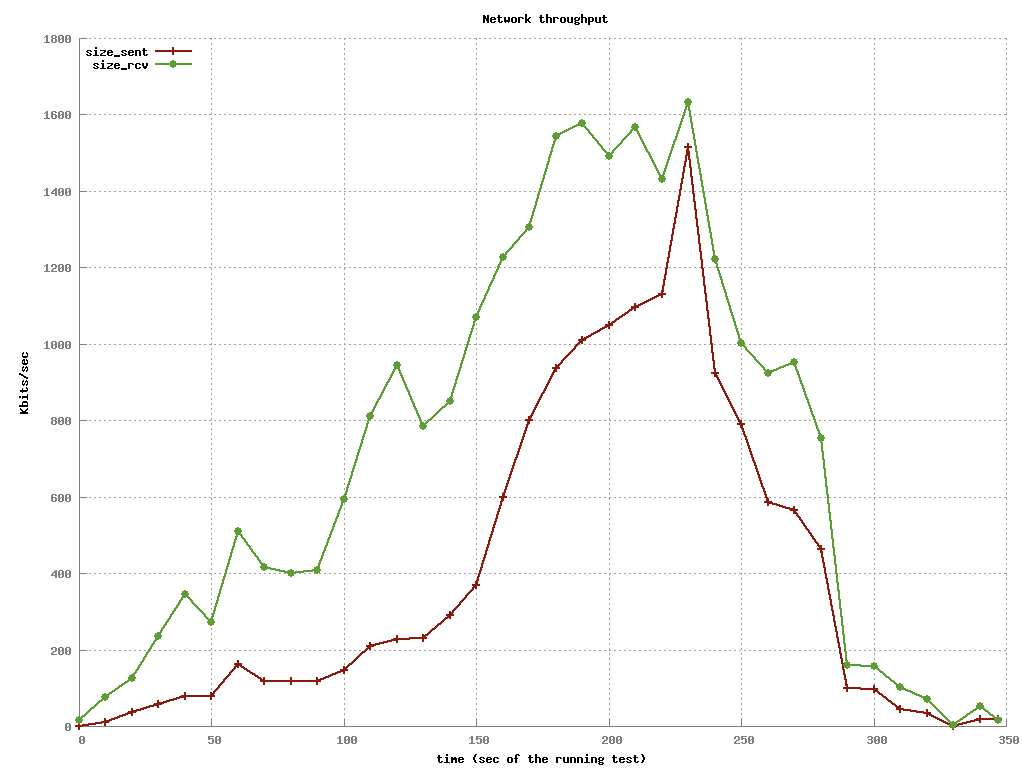 Network throughput
1800
size_sent
size_rcv
1600
1400
1200
1000
Kbits/sec
800
600
400
200
0
0 50 100 150 200 250 300 350
time (sec of the running test)